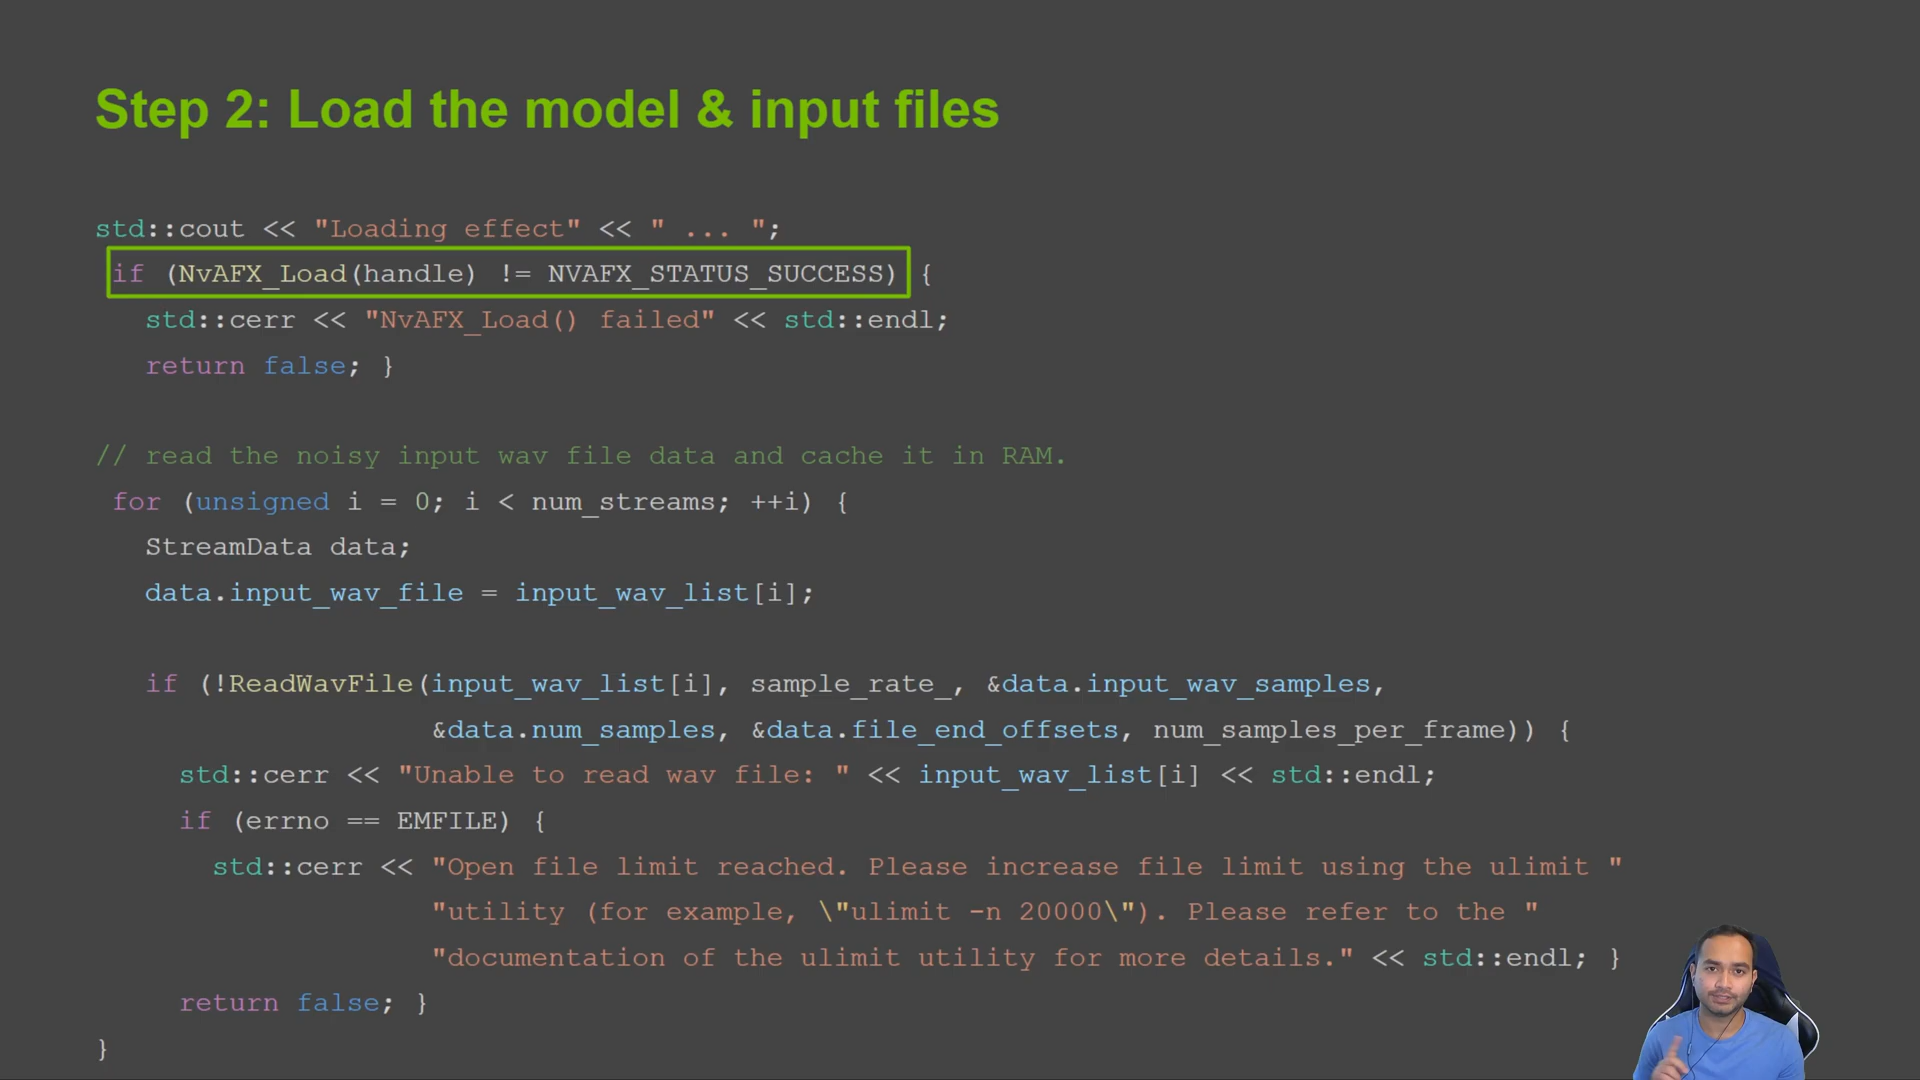 Step 2: Load the model & input files
std::cout << "Loading effect" << " ... ";
if (NvAFX_Load(handle) != NVAFX_STATUS_SUCCESS) {
std::cerr << "NvAFX_Load() failed" << std::endl;
return false; }
// read the noisy input wav file data and cache it in RAM.
for (unsigned i = 0; i < num_streams; ++i) {
StreamData data;
data.input_wav_file = input_wav_list[i];
if (!ReadWavFile(input_wav_list[i], sample_rate_, &data.input_wav_samples,
&data.num_samples, &data.file_end_offsets, num_samples_per_frame)) {
std::cerr << "Unable to read wav file: " << input_wav_list[i] << std::endl;
if (errno == EMFILE) {
std::cerr << "Open file limit reached. Please increase file limit using the ulimit "
"utility (for example, \"ulimit -n 20000\"). Please refer to the "
"documentation of the ulimit utility for more details." << std::endl; }
return false; }
}